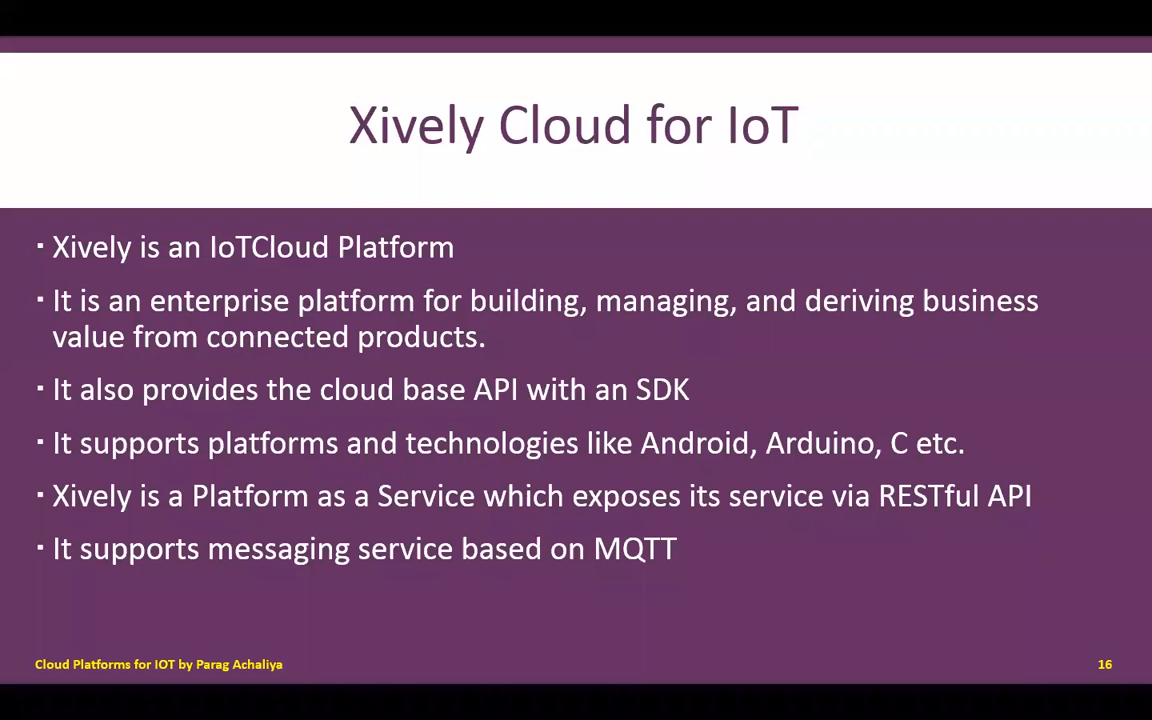 Xively Cloud for IoT
▪ Xively is an IoTCloud Platform
▪ It is an enterprise platform for building, managing, and deriving business
value from connected products.
▪ It also provides the cloud base API with an SDK
▪ It supports platforms and technologies like Android, Arduino, C etc.
▪ Xively is a Platform as a Service which exposes its service via RESTful API
▪ It supports messaging service based on MQTT
Cloud Platforms for IOT by Parag Achaliya
16